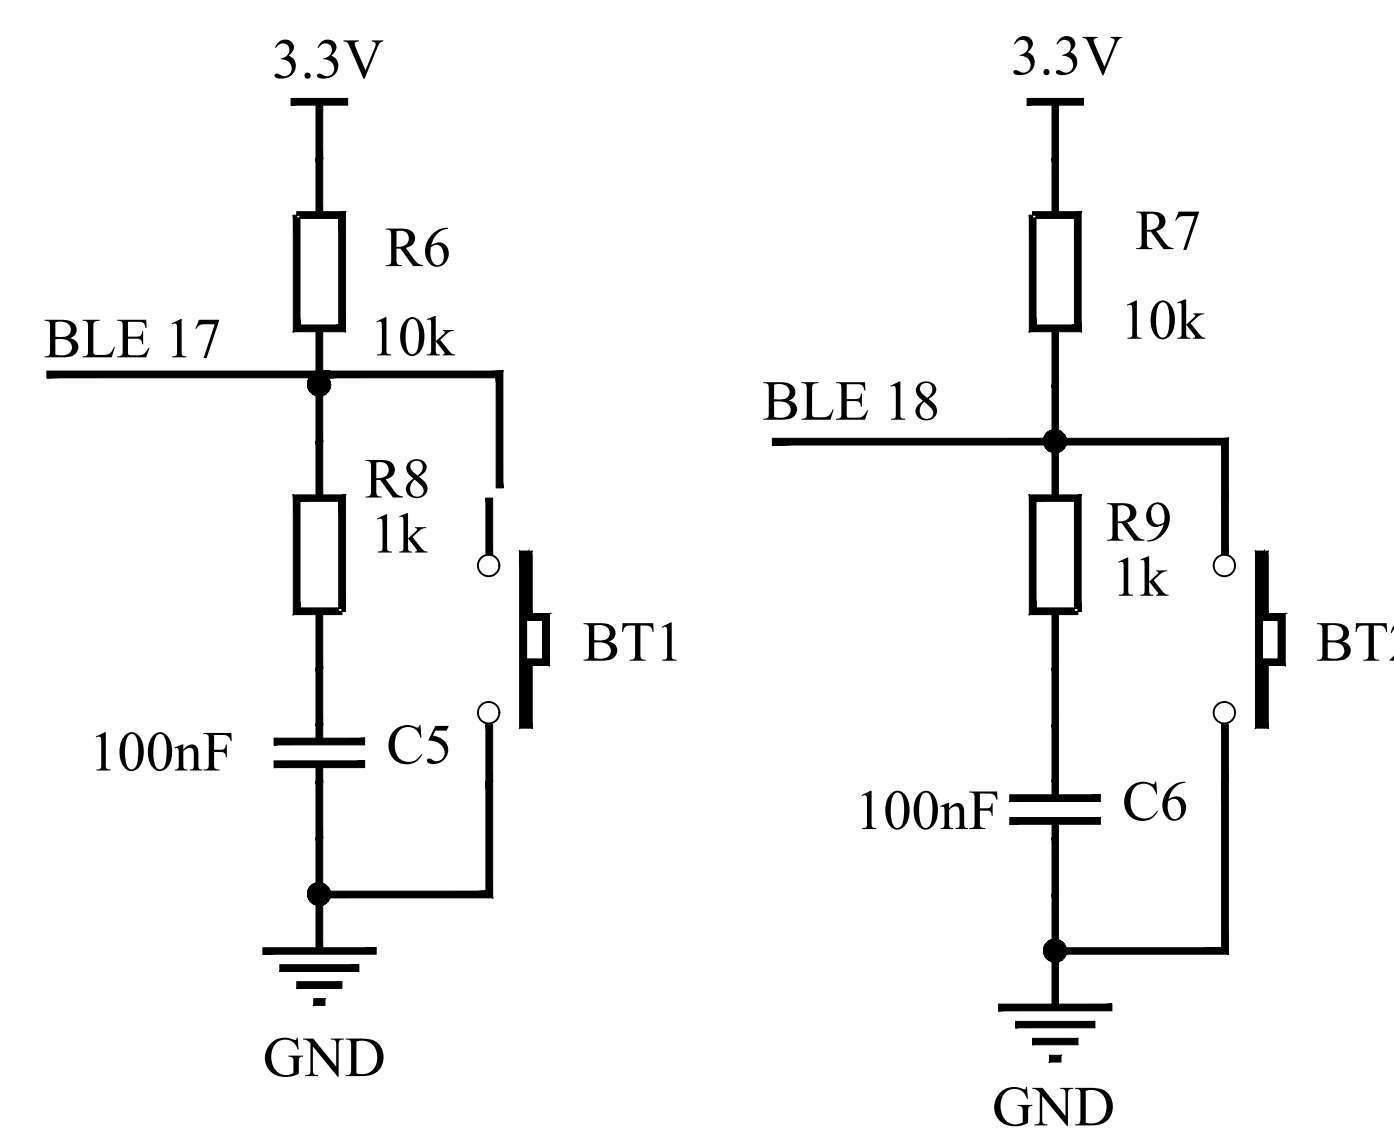 3.3V
R6
10k
BLE 17
R8
1k
BT1
100nF
C5
GND
3.3V
R7
10k
BLE 18
R9
1k
100nF
C6
GND